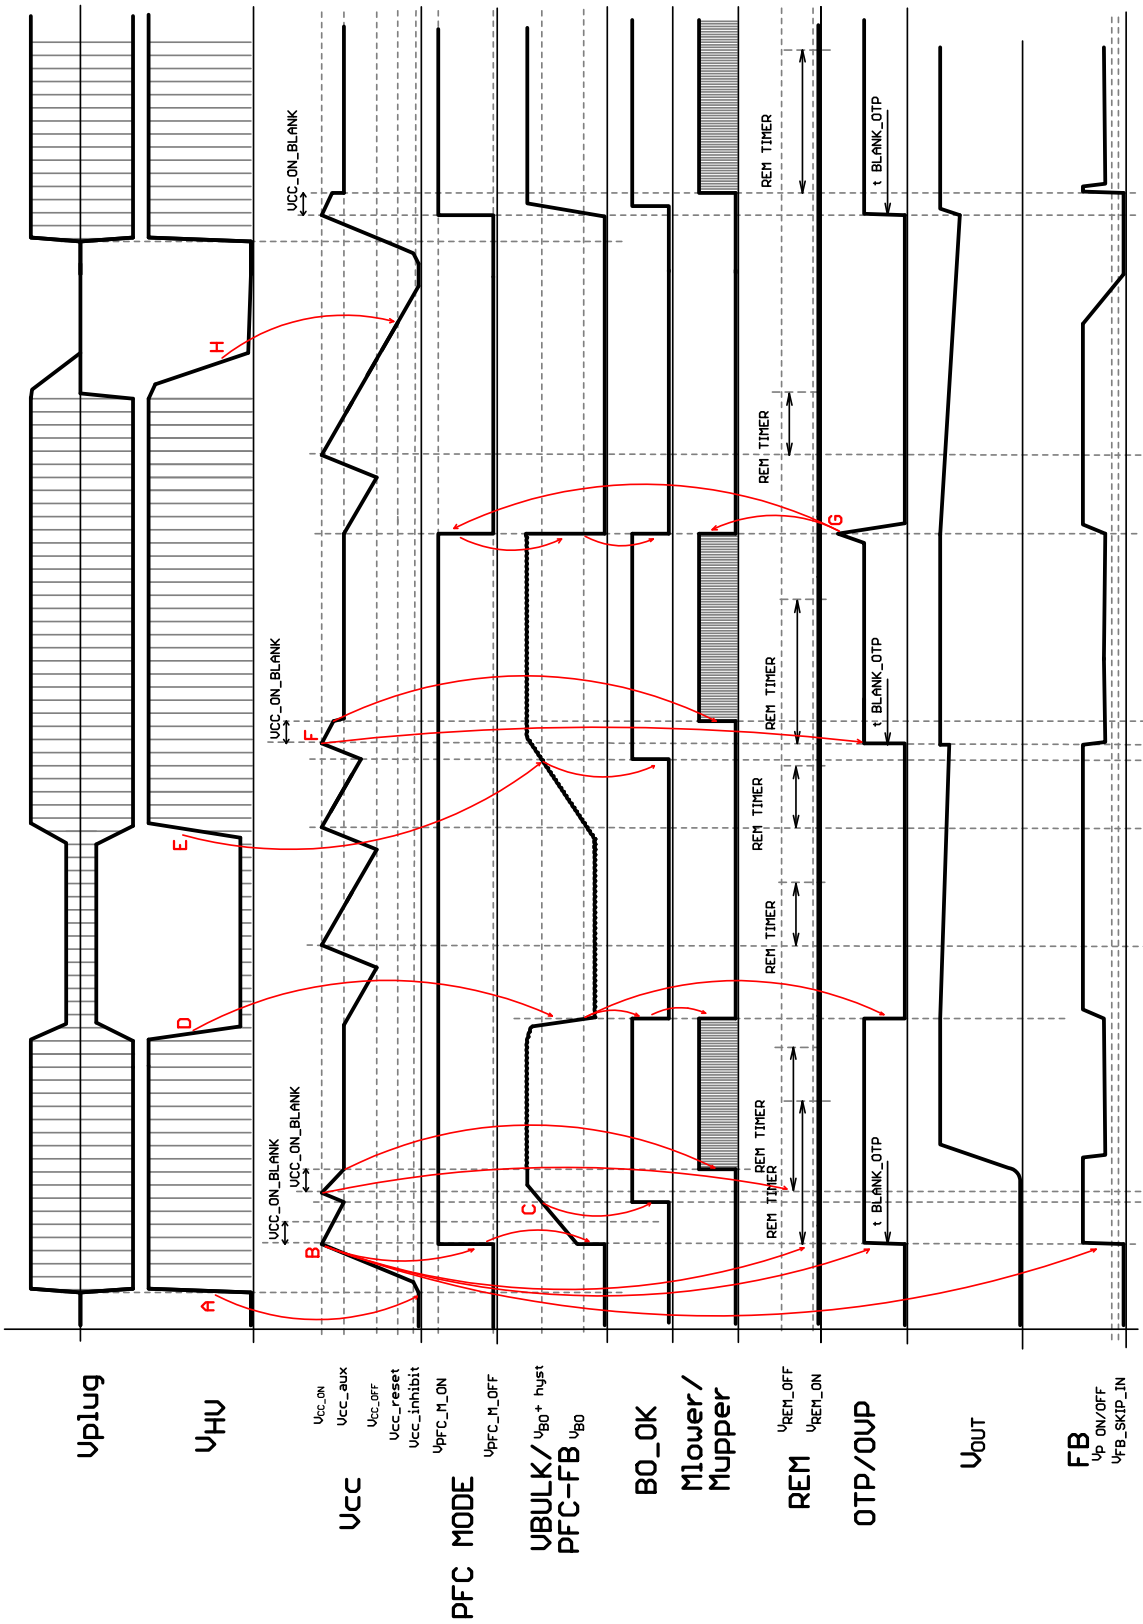 Vplug
VHV
Vcc
VCC_ON
Vcc_aux
VCC_OFF
Vcc_reset
Vcc_inhibit
PFC MODE
VPFC_M_ON
VPFC_M_OFF
VBULK/
PFC-FB
VBO+ hyst
VBO
BO_OK
Mlower/
Mupper
REM
VREM_OFF
VREM_ON
OTP/OVP
VOUT
FB
VP ON/OFF
VFB_SKIP_IN
A
B
C
D
E
F
G
H
VCC_ON_BLANK
VCC_ON_BLANK
VCC_ON_BLANK
VCC_ON_BLANK
REM TIMER
REM TIMER
REM TIMER
REM TIMER
REM TIMER
REM TIMER
REM TIMER
t BLANK_OTP
t BLANK_OTP
t BLANK_OTP